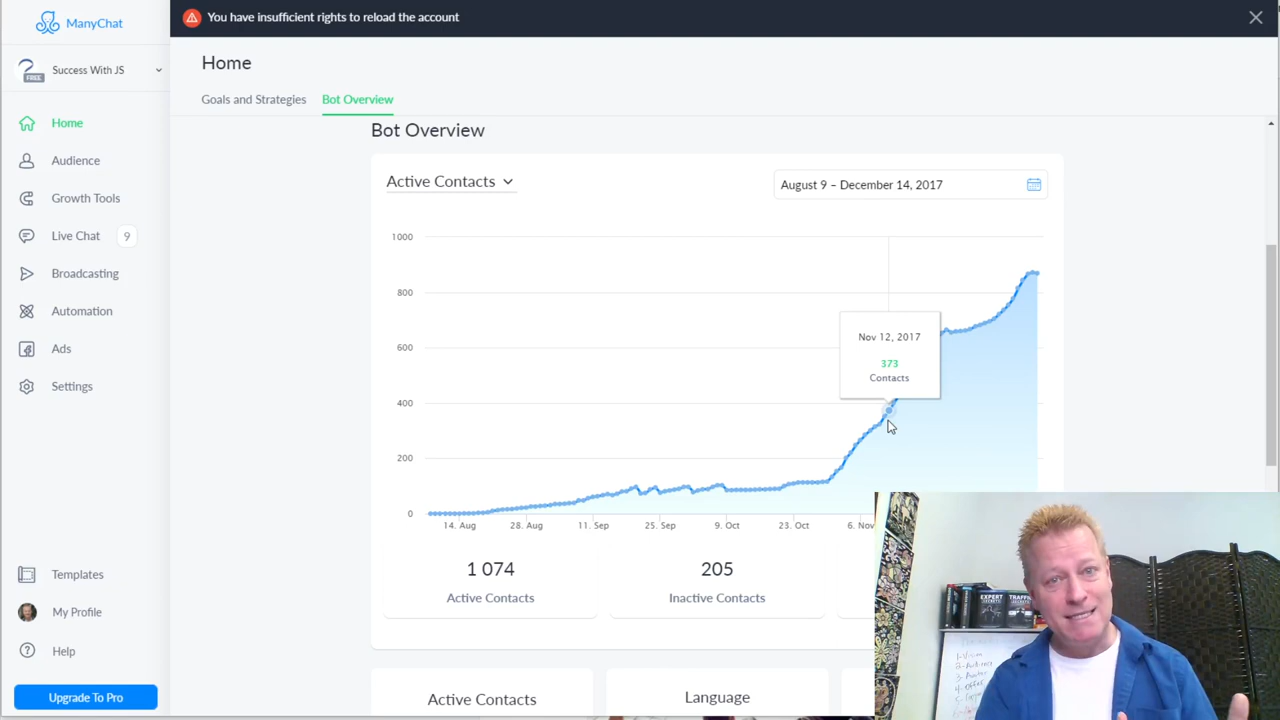 ManyChat
You have insufficient rights to reload the account
FREE
Success With JS
Home
Audience
Growth Tools
Live Chat 9
Broadcasting
Automation
Ads
Settings
Templates
My Profile
Help
Upgrade To Pro
Home
Goals and Strategies Bot Overview
Bot Overview
Active Contacts August 9 – December 14, 2017
1000
800
600
400
200
0
Nov 12, 2017
373
Contacts
14. Aug 28. Aug 11. Sep 25. Sep 9. Oct 23. Oct 6. Nov
1 074 205
Active Contacts Inactive Contacts
Active Contacts Language
EXPERT TRAFFIC
SECRETS